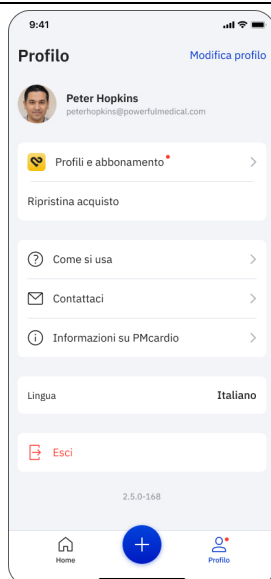 9:41
Profilo
Modifica profilo
Peter Hopkins
peterhopkins@powerfulmedical.com
Profili e abbonamento
Ripristina acquisto
Come si usa
Contattaci
Informazioni su PMcardio
Lingua
Italiano
Esci
2.5.0-168
Home
Profilo